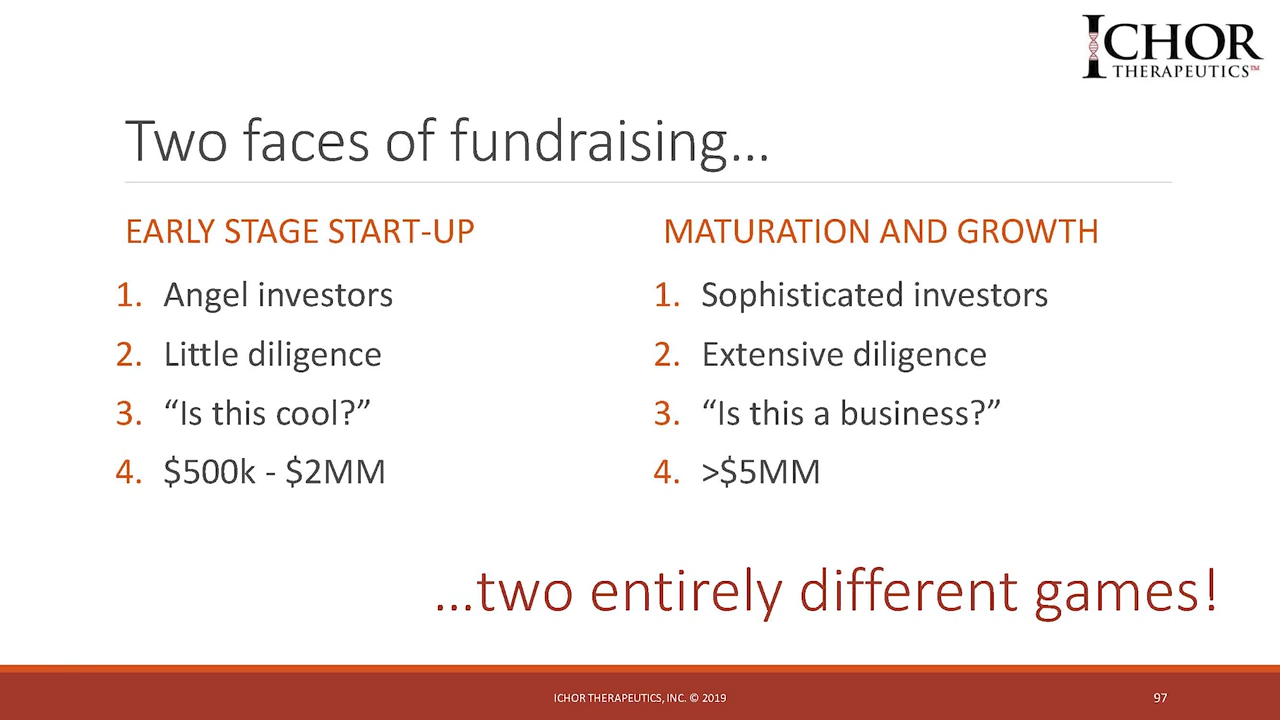 ICHOR
THERAPEUTICS™
Two faces of fundraising…
EARLY STAGE START-UP
1. Angel investors
2. Little diligence
3. “Is this cool?”
4. $500k - $2MM
MATURATION AND GROWTH
1. Sophisticated investors
2. Extensive diligence
3. “Is this a business?”
4. >$5MM
…two entirely different games!
ICHOR THERAPEUTICS, INC. © 2019
97